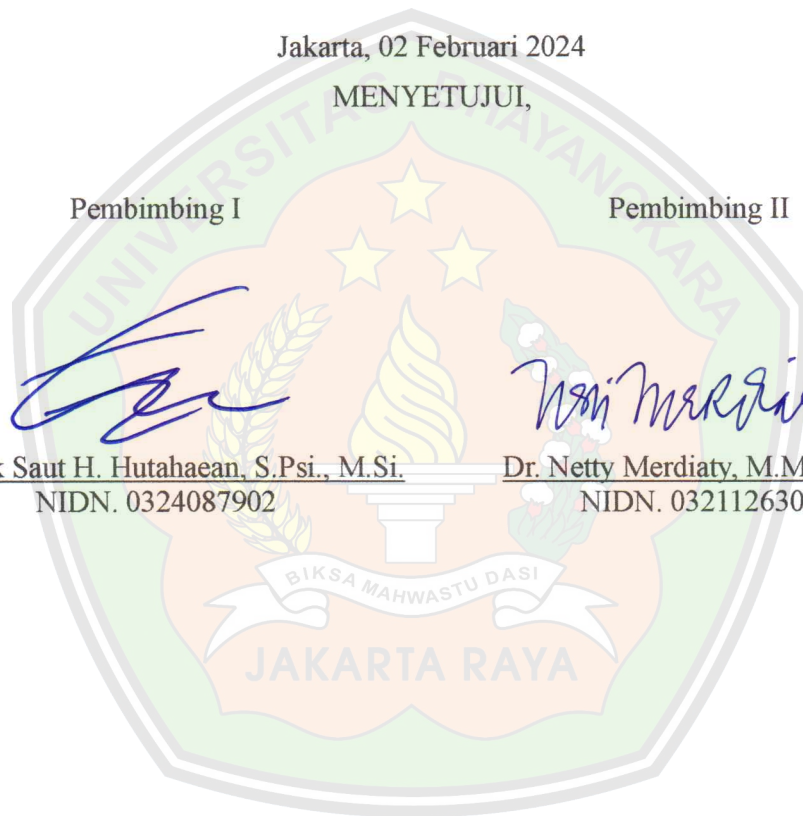 Jakarta, 02 Februari 2024
MENYETUJUI,
Pembimbing I
Pembimbing II
Saut H. Hutahaean, S.Psi., M.Si.
Dr. Netty Merdiaty, M.M
NIDN. 0324087902
NIDN. 032112630
UNIVERSITAS BHAYANGKARA
BIKSA MAHWASTU DASI
JAKARTA RAYA